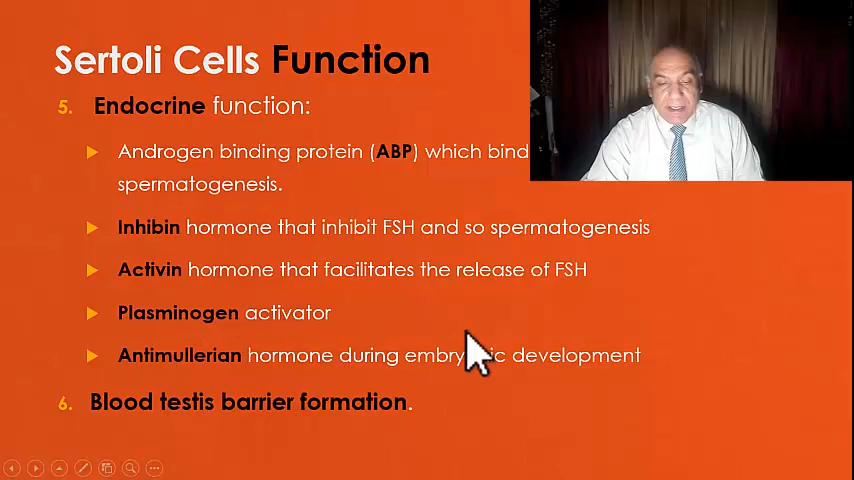 Sertoli Cells Function
5. Endocrine function:
Androgen binding protein (ABP) which bind
spermatogenesis.
Inhibin hormone that inhibit FSH and so spermatogenesis
Activin hormone that facilitates the release of FSH
Plasminogen activator
Antimullerian hormone during embryonic development
6. Blood testis barrier formation.